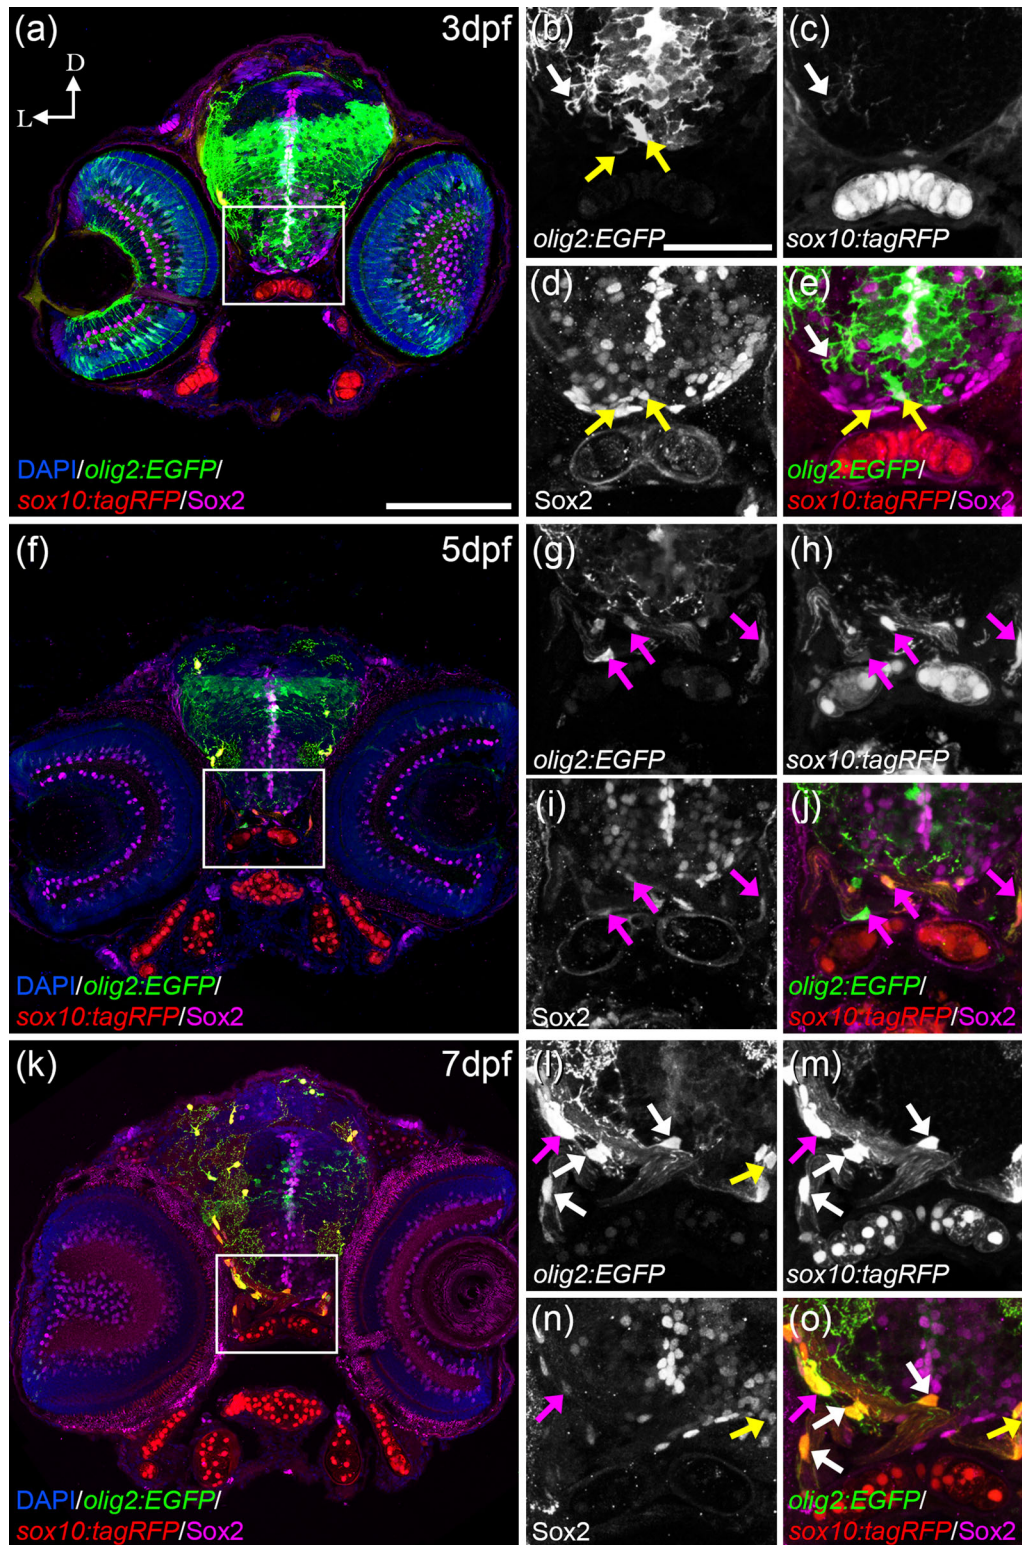 (a)
3dpf
D
L
DAPI/olig2:EGFP/
sox10:tagRFP/Sox2
(b)
olig2:EGFP
(c)
sox10:tagRFP
(d)
Sox2
(e)
olig2:EGFP/
sox10:tagRFP/Sox2
(f)
5dpf
DAPI/olig2:EGFP/
sox10:tagRFP/Sox2
(g)
olig2:EGFP
(h)
sox10:tagRFP
(i)
Sox2
(j)
olig2:EGFP/
sox10:tagRFP/Sox2
(k)
7dpf
DAPI/olig2:EGFP/
sox10:tagRFP/Sox2
(l)
olig2:EGFP
(m)
sox10:tagRFP
(n)
Sox2
(o)
olig2:EGFP/
sox10:tagRFP/Sox2